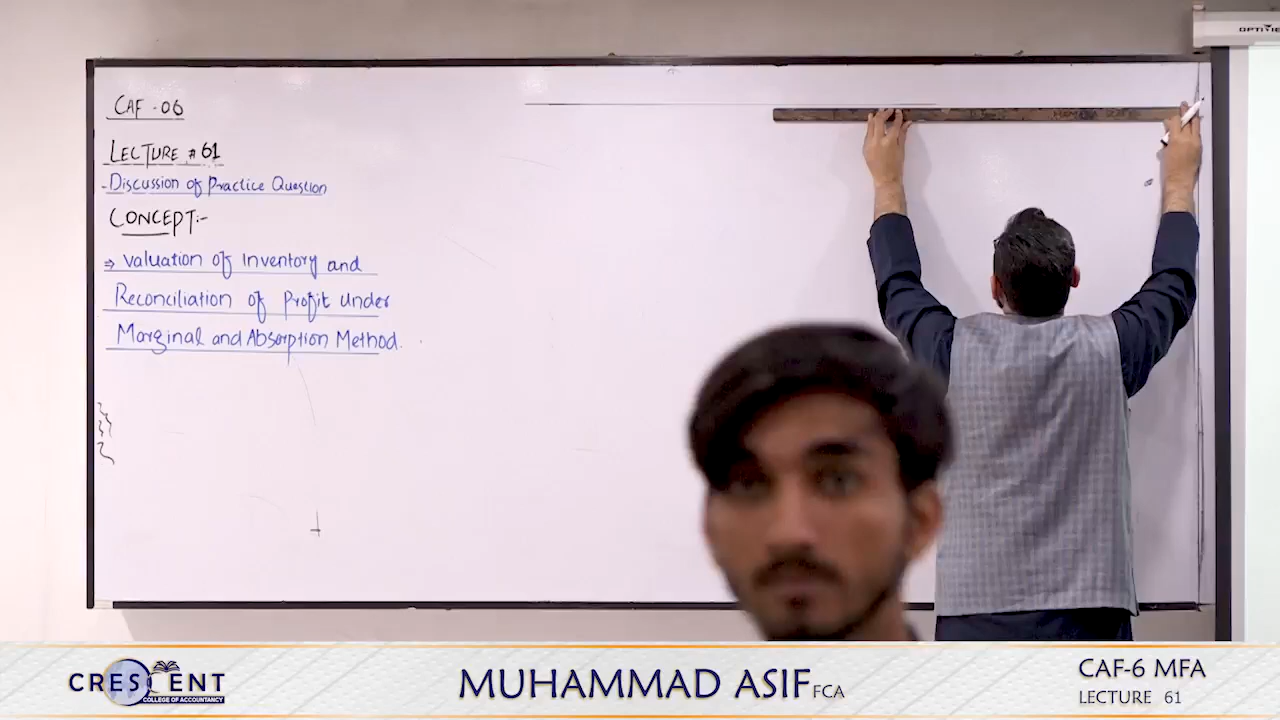 CAF - 06
LECTURE # 61
- Discussion of Practice Question
CONCEPT:-
⇒ Valuation of Inventory and
Reconciliation of Profit Under
Marginal and Absorption Method.
CRESCENT
COLLEGE OF ACCOUNTANCY
MUHAMMAD ASIF FCA
CAF-6 MFA
LECTURE 61